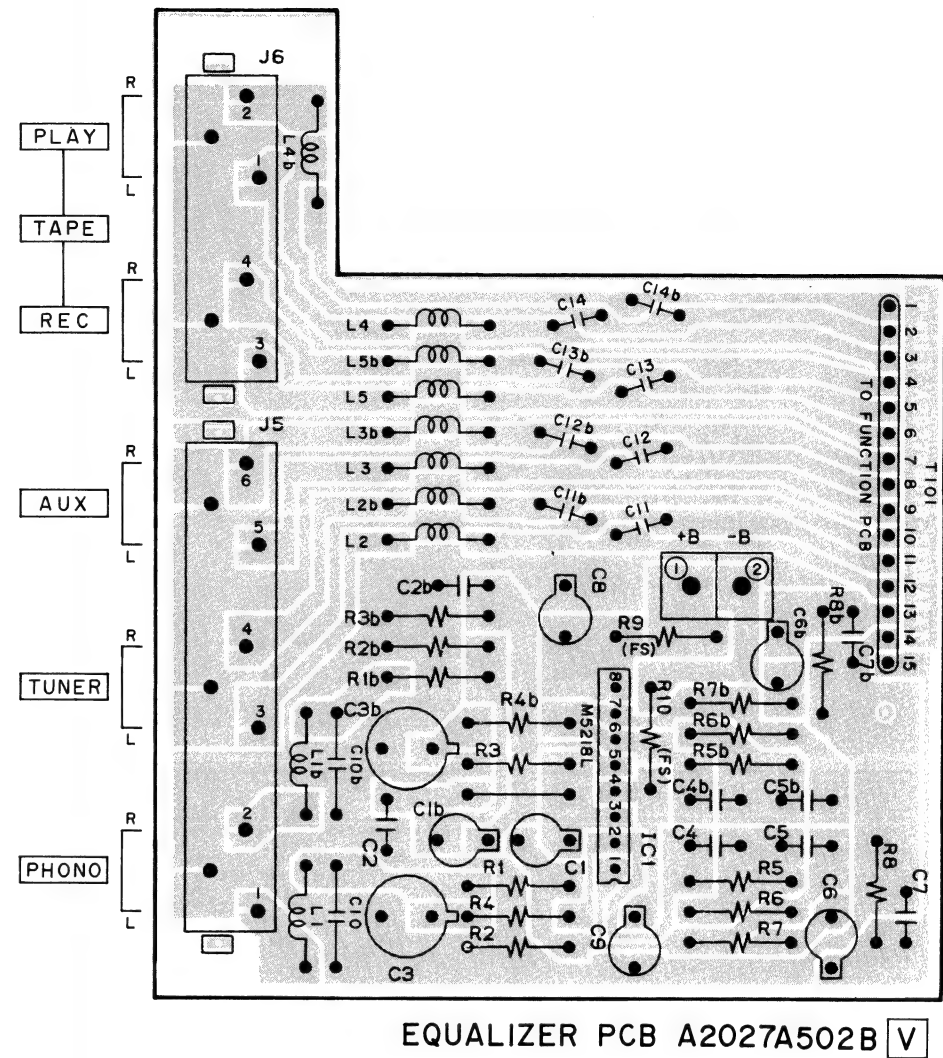 J6
R
PLAY
L
2
1
L4b
TAPE
R
REC
L
4
3
J5
AUX
R
L
6
5
R
TUNER
L
4
3
R
PHONO
L
2
1
L4
L5b
L5
L3b
L3
L2b
L2
C14
C14b
C13b
C13
C12b
C12
C11b
C11
+B -B
1 2
C2b
R3b
R2b
R1b
C8
R9
(FS)
C6b
R8b
C7b
1
2
3
4
5
6
7
8
9
10
11
12
13
14
15
TO FUNCTION PCB
T101
C3b
L1b
C10b
R4b
R3
M5218L
8
7
6
5
4
3
2
1
IC1
R10
(FS)
R7b
R6b
R5b
C4b
C5b
C2
C1b
C1
C4
C5
R1
R4
R2
L1
C10
C3
C9
R5
R6
R7
C6
R8
C7
EQUALIZER PCB A2027A502B V